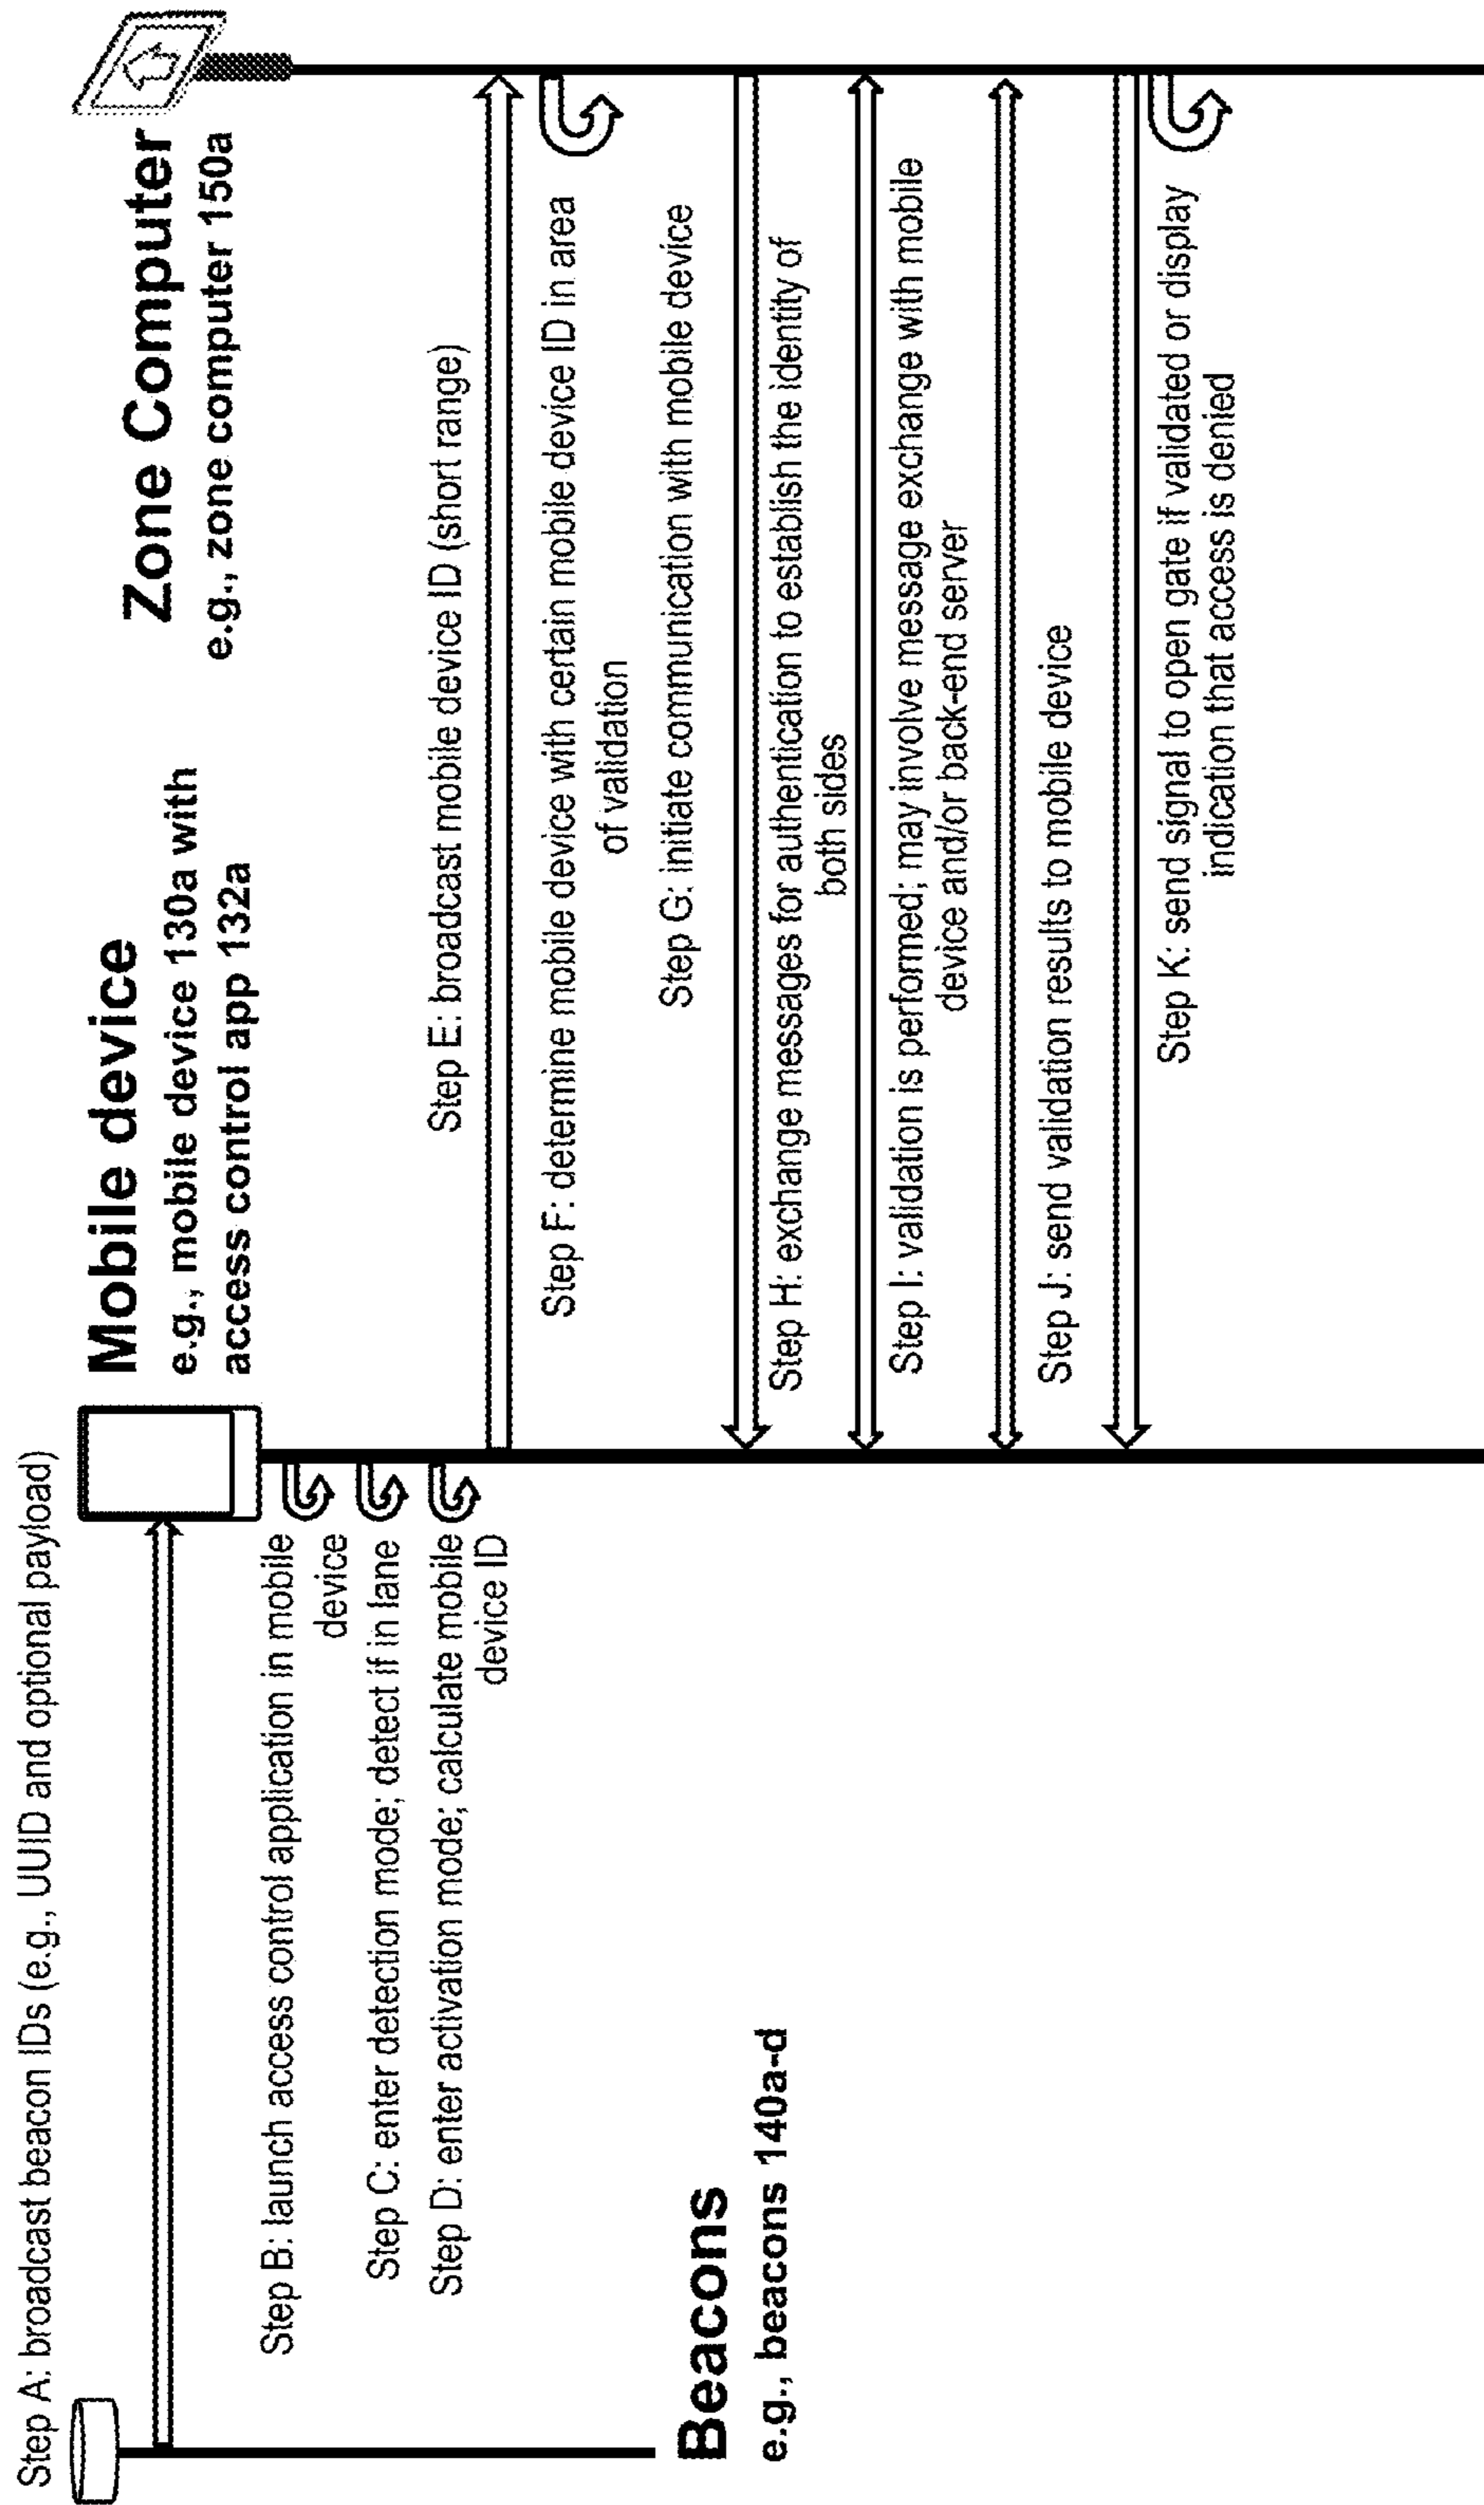 Step A: broadcast beacon IDs (e.g., UUID and optional payload)
Mobile device
e.g., mobile device 130a with
access control app 132a
Zone Computer
e.g., zone computer 150a
Step B: launch access control application in mobile
device
Step C: enter detection mode; detect if in lane
Step D: enter activation mode; calculate mobile
device ID
Step E: broadcast mobile device ID (short range)
Step F: determine mobile device with certain mobile device ID in area
of validation
Step G: initiate communication with mobile device
Step H: exchange messages for authentication to establish the identity of
both sides
Step I: validation is performed; may involve message exchange with mobile
device and/or back-end server
Step J: send validation results to mobile device
Step K: send signal to open gate if validated or display
indication that access is denied
Beacons
e.g., beacons 140a-d